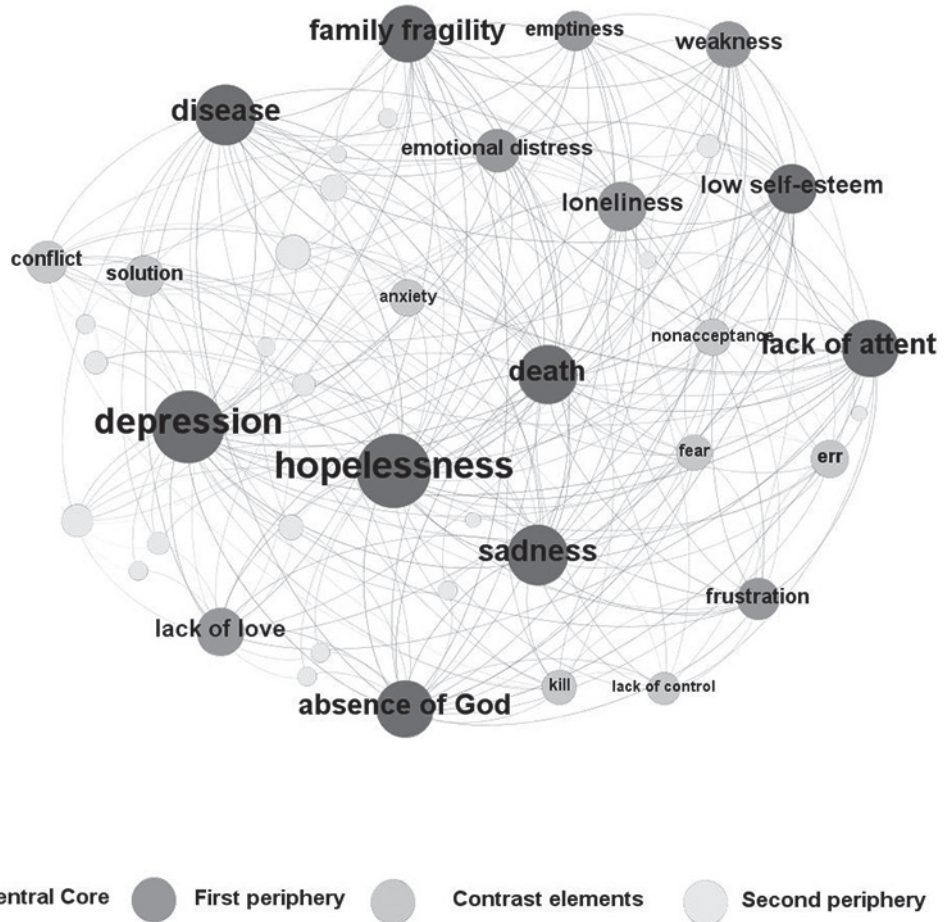 family fragility
emptiness
weakness
disease
emotional distress
low self-esteem
loneliness
conflict
solution
anxiety
nonacceptance
lack of attent
death
depression
hopelessness
fear
err
sadness
frustration
lack of love
kill
lack of control
absence of God
entral Core
First periphery
Contrast elements
Second periphery